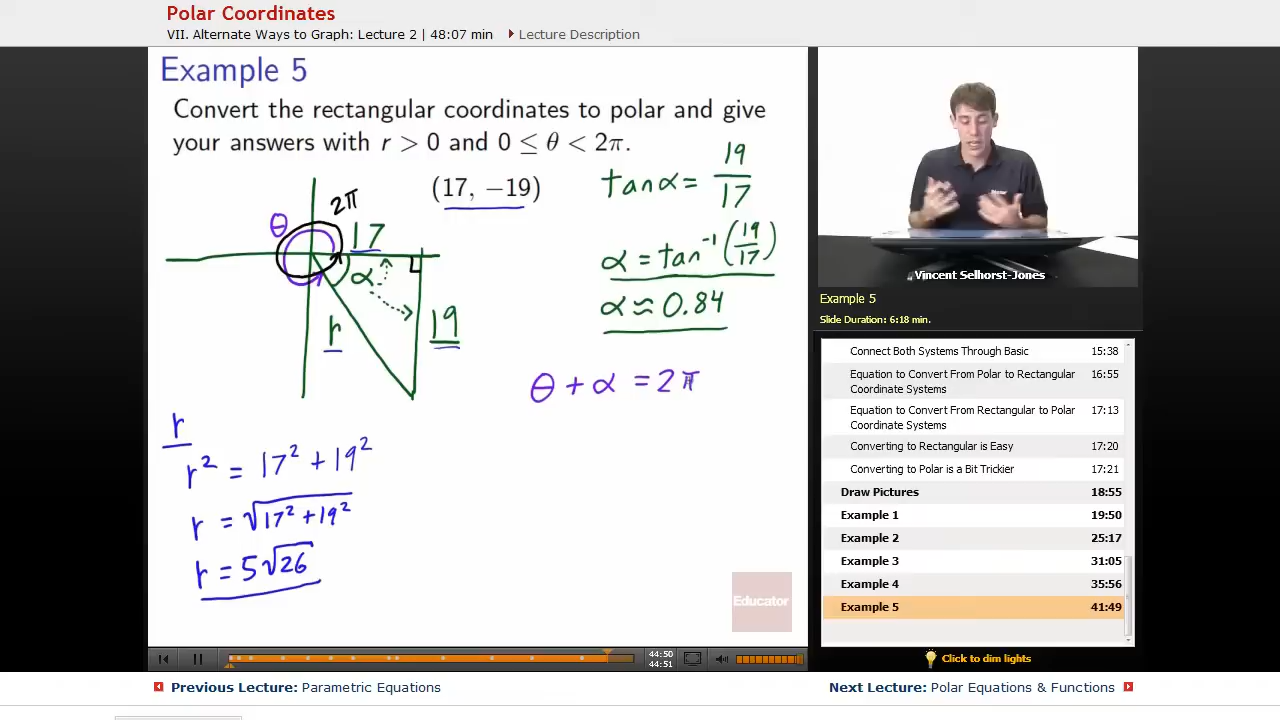 Polar Coordinates
VII. Alternate Ways to Graph: Lecture 2 | 48:07 min
Lecture Description
Example 5
Convert the rectangular coordinates to polar and give
your answers with r > 0 and 0 ≤ θ < 2π.
(17, −19)
2π
θ
17
α
r
19
tanα = 19/17
α = tan⁻¹(19/17)
α ≈ 0.84
θ + α = 2π
r
r² = 17² + 19²
r = √(17² + 19²)
r = 5√26
Educator
44:50
44:51
Vincent Selhorst-Jones
Example 5
Slide Duration: 6:18 min.
Connect Both Systems Through Basic 15:38
Equation to Convert From Polar to Rectangular 16:55
Coordinate Systems
Equation to Convert From Rectangular to Polar 17:13
Coordinate Systems
Converting to Rectangular is Easy 17:20
Converting to Polar is a Bit Trickier 17:21
Draw Pictures 18:55
Example 1 19:50
Example 2 25:17
Example 3 31:05
Example 4 35:56
Example 5 41:49
Click to dim lights
Previous Lecture: Parametric Equations
Next Lecture: Polar Equations & Functions